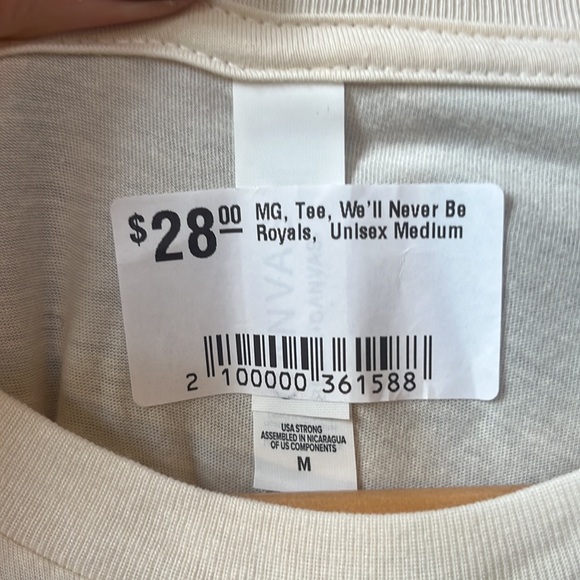 $28.00 MG, Tee, We'll Never Be
Royals, Unisex Medium
2 100000 361588
USA STRONG
ASSEMBLED IN NICARAGUA
OF US COMPONENTS
M